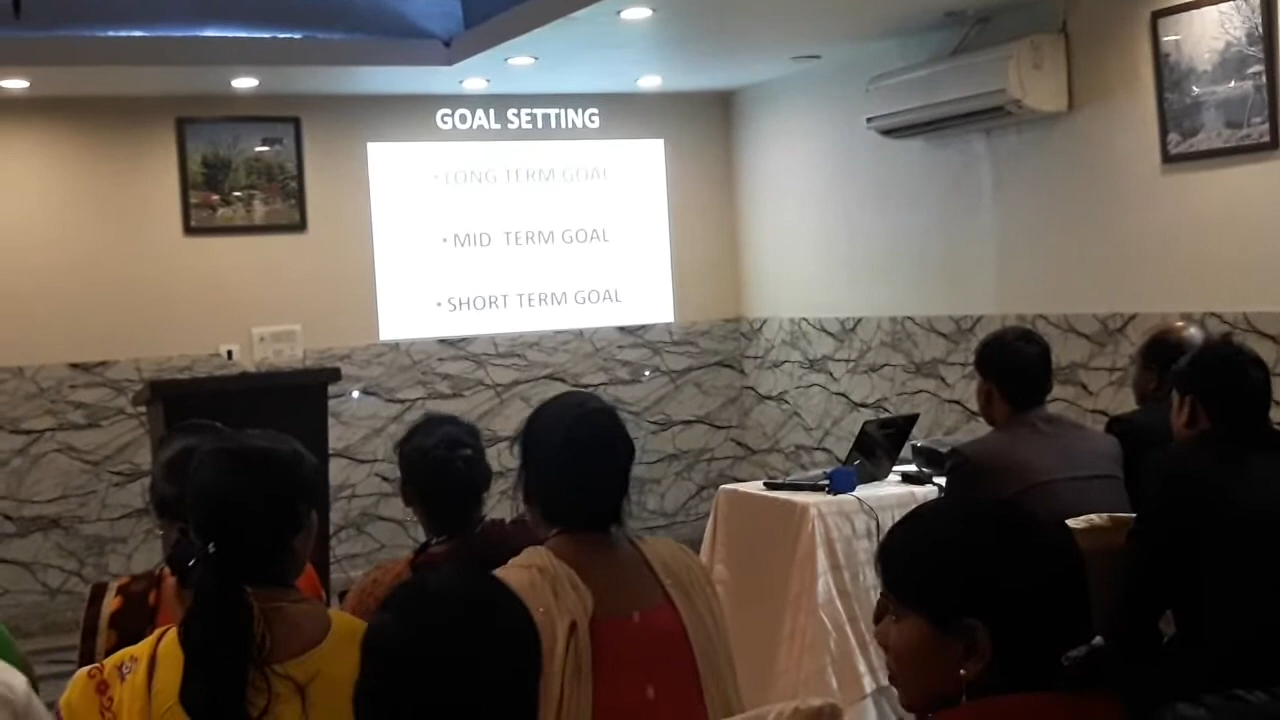 GOAL SETTING
• LONG TERM GOAL
• MID TERM GOAL
• SHORT TERM GOAL